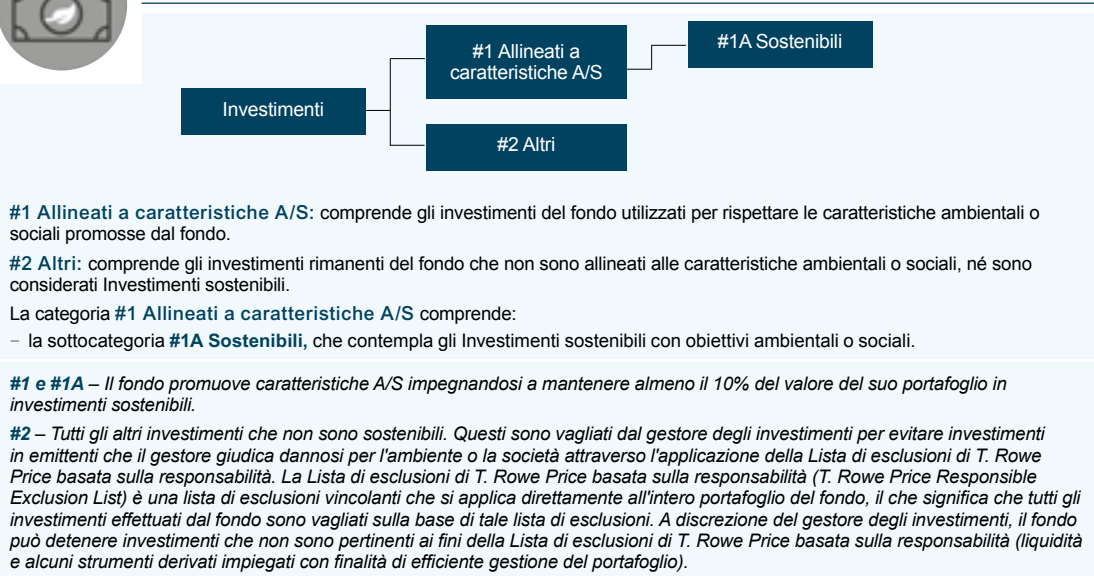 #1 Allineati a
caratteristiche A/S
#1A Sostenibili
Investimenti
#2 Altri
#1 Allineati a caratteristiche A/S: comprende gli investimenti del fondo utilizzati per rispettare le caratteristiche ambientali o
sociali promosse dal fondo.
#2 Altri: comprende gli investimenti rimanenti del fondo che non sono allineati alle caratteristiche ambientali o sociali, né sono
considerati Investimenti sostenibili.
La categoria #1 Allineati a caratteristiche A/S comprende:
– la sottocategoria #1A Sostenibili, che contempla gli Investimenti sostenibili con obiettivi ambientali o sociali.
#1 e #1A – Il fondo promuove caratteristiche A/S impegnandosi a mantenere almeno il 10% del valore del suo portafoglio in
investimenti sostenibili.
#2 – Tutti gli altri investimenti che non sono sostenibili. Questi sono vagliati dal gestore degli investimenti per evitare investimenti
in emittenti che il gestore giudica dannosi per l'ambiente o la società attraverso l'applicazione della Lista di esclusioni di T. Rowe
Price basata sulla responsabilità. La Lista di esclusioni di T. Rowe Price basata sulla responsabilità (T. Rowe Price Responsible
Exclusion List) è una lista di esclusioni vincolanti che si applica direttamente all'intero portafoglio del fondo, il che significa che tutti gli
investimenti effettuati dal fondo sono vagliati sulla base di tale lista di esclusioni. A discrezione del gestore degli investimenti, il fondo
può detenere investimenti che non sono pertinenti ai fini della Lista di esclusioni di T. Rowe Price basata sulla responsabilità (liquidità
e alcuni strumenti derivati impiegati con finalità di efficiente gestione del portafoglio).